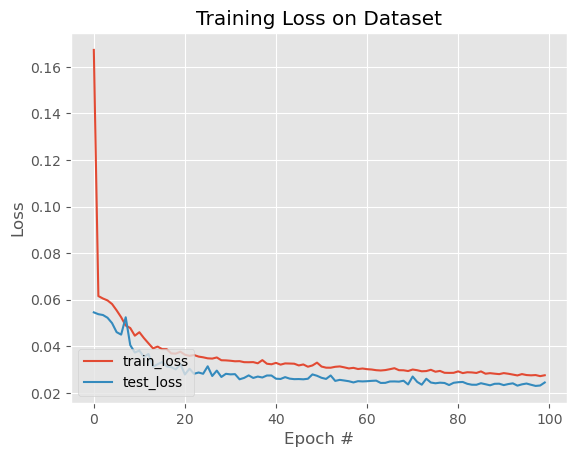 Training Loss on Dataset
0.16
0.14
0.12
0.10
0.08
0.06
0.04
0.02
Loss
train_loss
test_loss
0 20 40 60 80 100
Epoch #